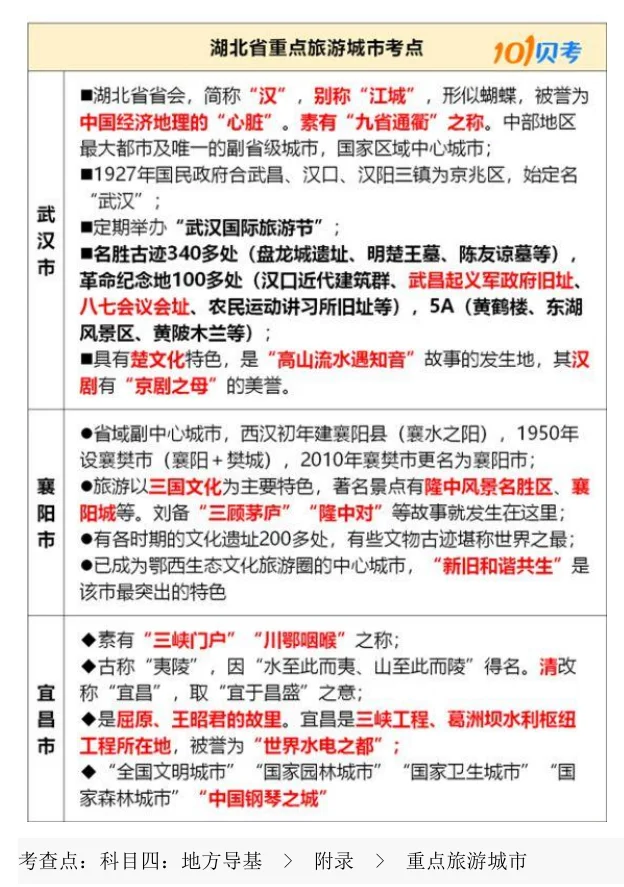 湖北省重点旅游城市考点
101贝考
武汉市
■湖北省省会，简称“汉”，别称“江城”，形似蝴蝶，被誉为
中国经济地理的“心脏”。素有“九省通衢”之称。中部地区
最大都市及唯一的副省级城市，国家区域中心城市；
■1927年国民政府合武昌、汉口、汉阳三镇为京兆区，始定名
“武汉”；
■定期举办“武汉国际旅游节”；
■名胜古迹340多处（盘龙城遗址、明楚王墓、陈友谅墓等），
革命纪念地100多处（汉口近代建筑群、武昌起义军政府旧址、
八七会议会址、农民运动讲习所旧址等），5A（黄鹤楼、东湖
风景区、黄陂木兰等）；
■具有楚文化特色，是“高山流水遇知音”故事的发生地，其汉
剧有“京剧之母”的美誉。
襄阳市
●省域副中心城市，西汉初年建襄阳县（襄水之阳），1950年
设襄樊市（襄阳＋樊城），2010年襄樊市更名为襄阳市；
●旅游以三国文化为主要特色，著名景点有隆中风景名胜区、襄
阳城等。刘备“三顾茅庐”“隆中对”等故事就发生在这里；
●有各时期的文化遗址200多处，有些文物古迹堪称世界之最；
●已成为鄂西生态文化旅游圈的中心城市，“新旧和谐共生”是
该市最突出的特色
宜昌市
◆素有“三峡门户”“川鄂咽喉”之称；
◆古称“夷陵”，因“水至此而夷、山至此而陵”得名。清改
称“宜昌”，取“宜于昌盛”之意；
◆是屈原、王昭君的故里。宜昌是三峡工程、葛洲坝水利枢纽
工程所在地，被誉为“世界水电之都”；
◆“全国文明城市”“国家园林城市”“国家卫生城市”“国
家森林城市”“中国钢琴之城”
考查点：科目四：地方导基 > 附录 > 重点旅游城市